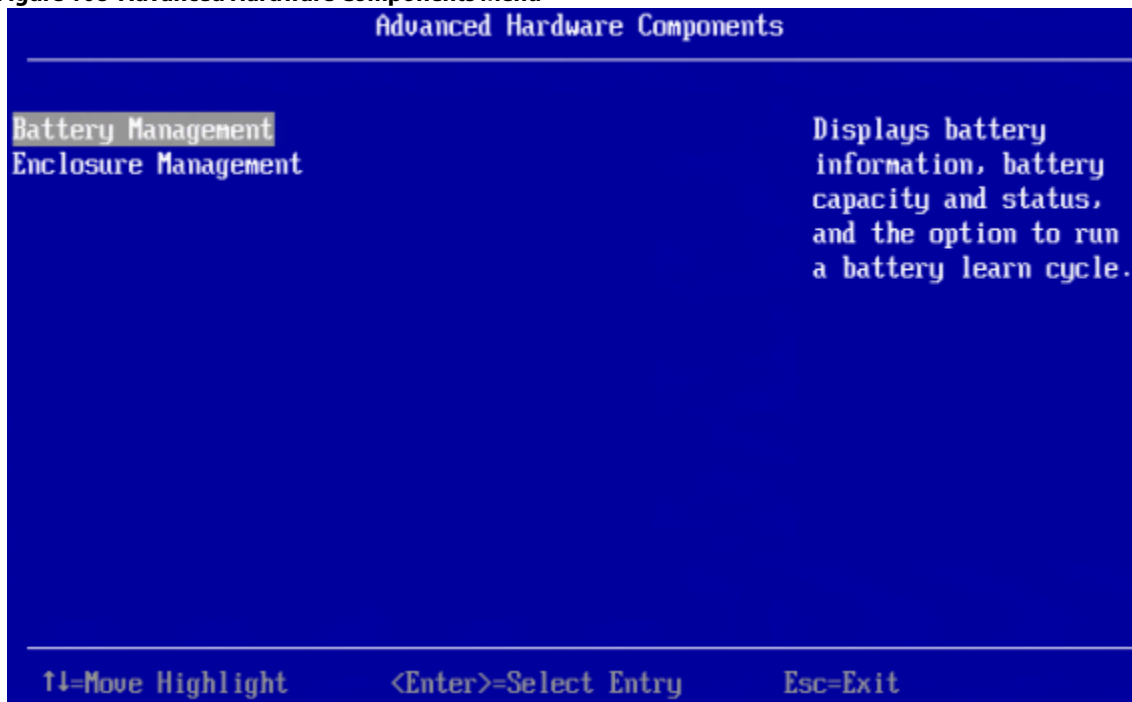 Advanced Hardware Components
Battery Management
Enclosure Management
Displays battery
information, battery
capacity and status,
and the option to run
a battery learn cycle.
↑↓=Move Highlight <Enter>=Select Entry Esc=Exit